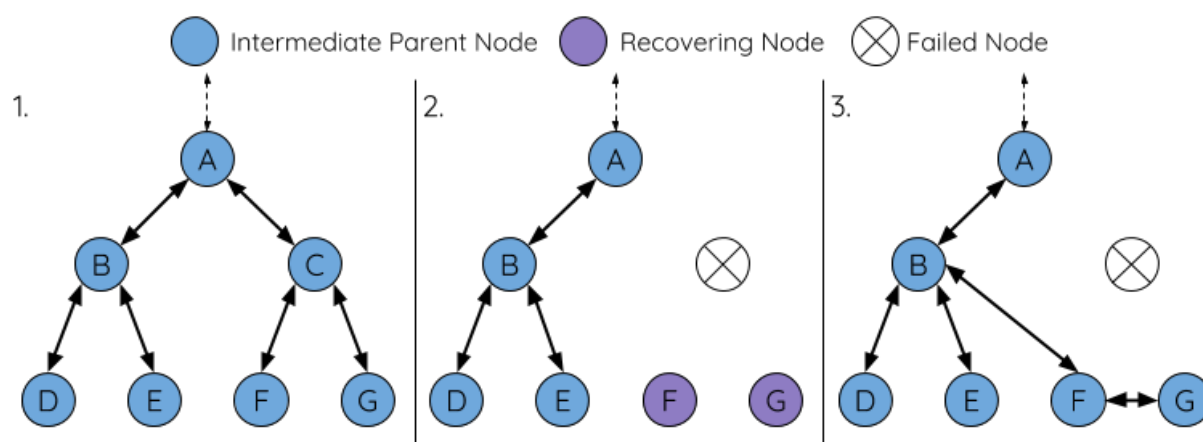 Intermediate Parent Node Recovering Node Failed Node
1. 2. 3.
A A A
B C B B
D E F G D E F G D E F G